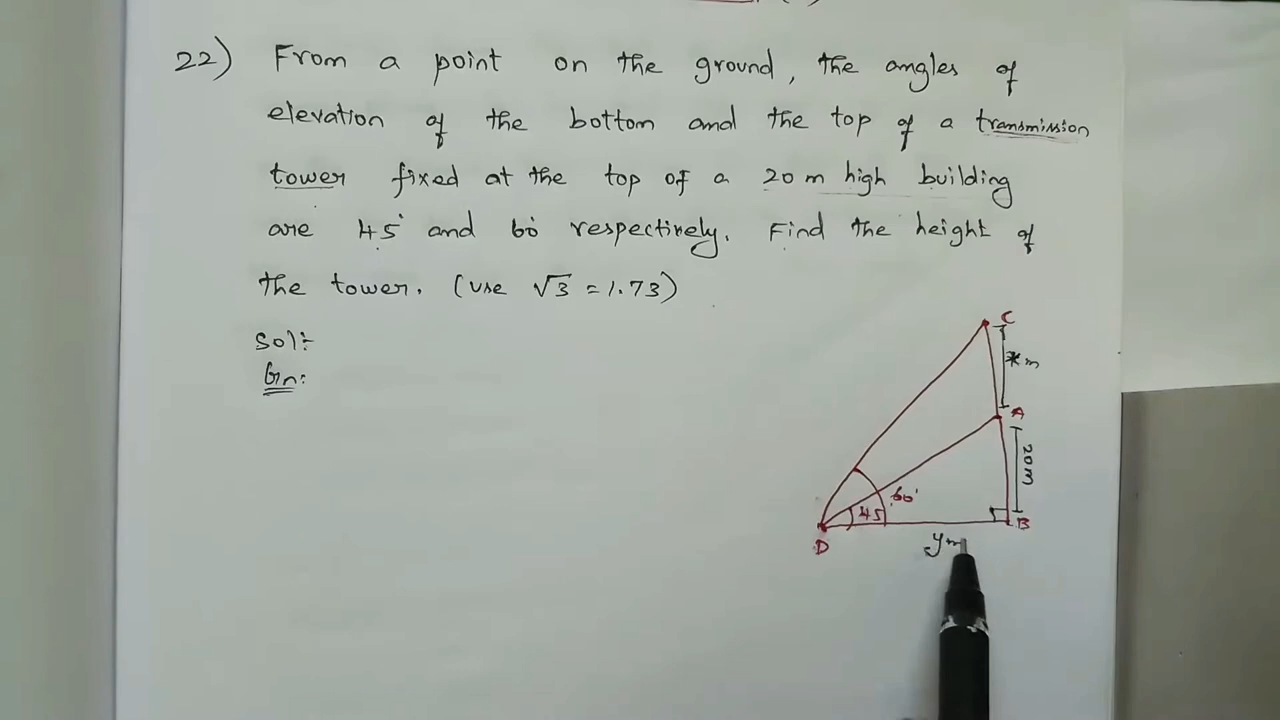 22) From a point on the ground, the angles of
elevation of the bottom and the top of a transmission
tower fixed at the top of a 20 m high building
are 45° and 60° respectively. Find the height of
the tower. (use √3 = 1.73)
Sol:-
Gn:
C
x m
A
20m
60°
45
B
D
y m